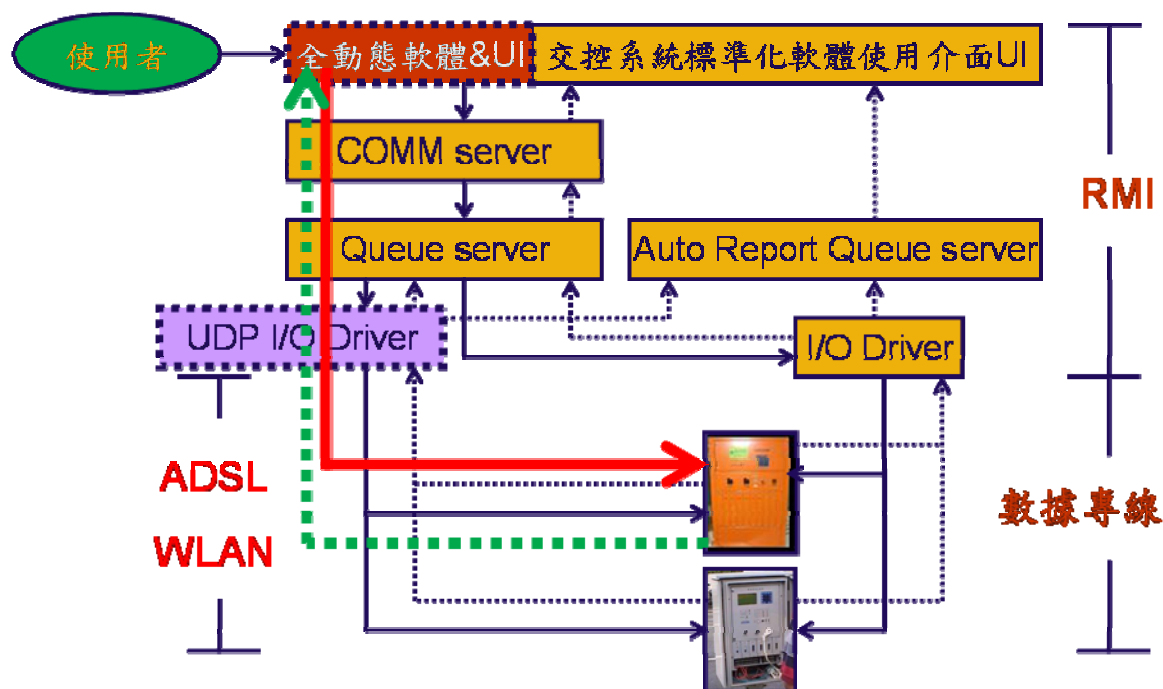 使用者
全動態軟體&UI
交控系統標準化軟體使用介面UI
COMM server
RMI
Queue server
Auto Report Queue server
UDP I/O Driver
I/O Driver
ADSL
WLAN
數據專線